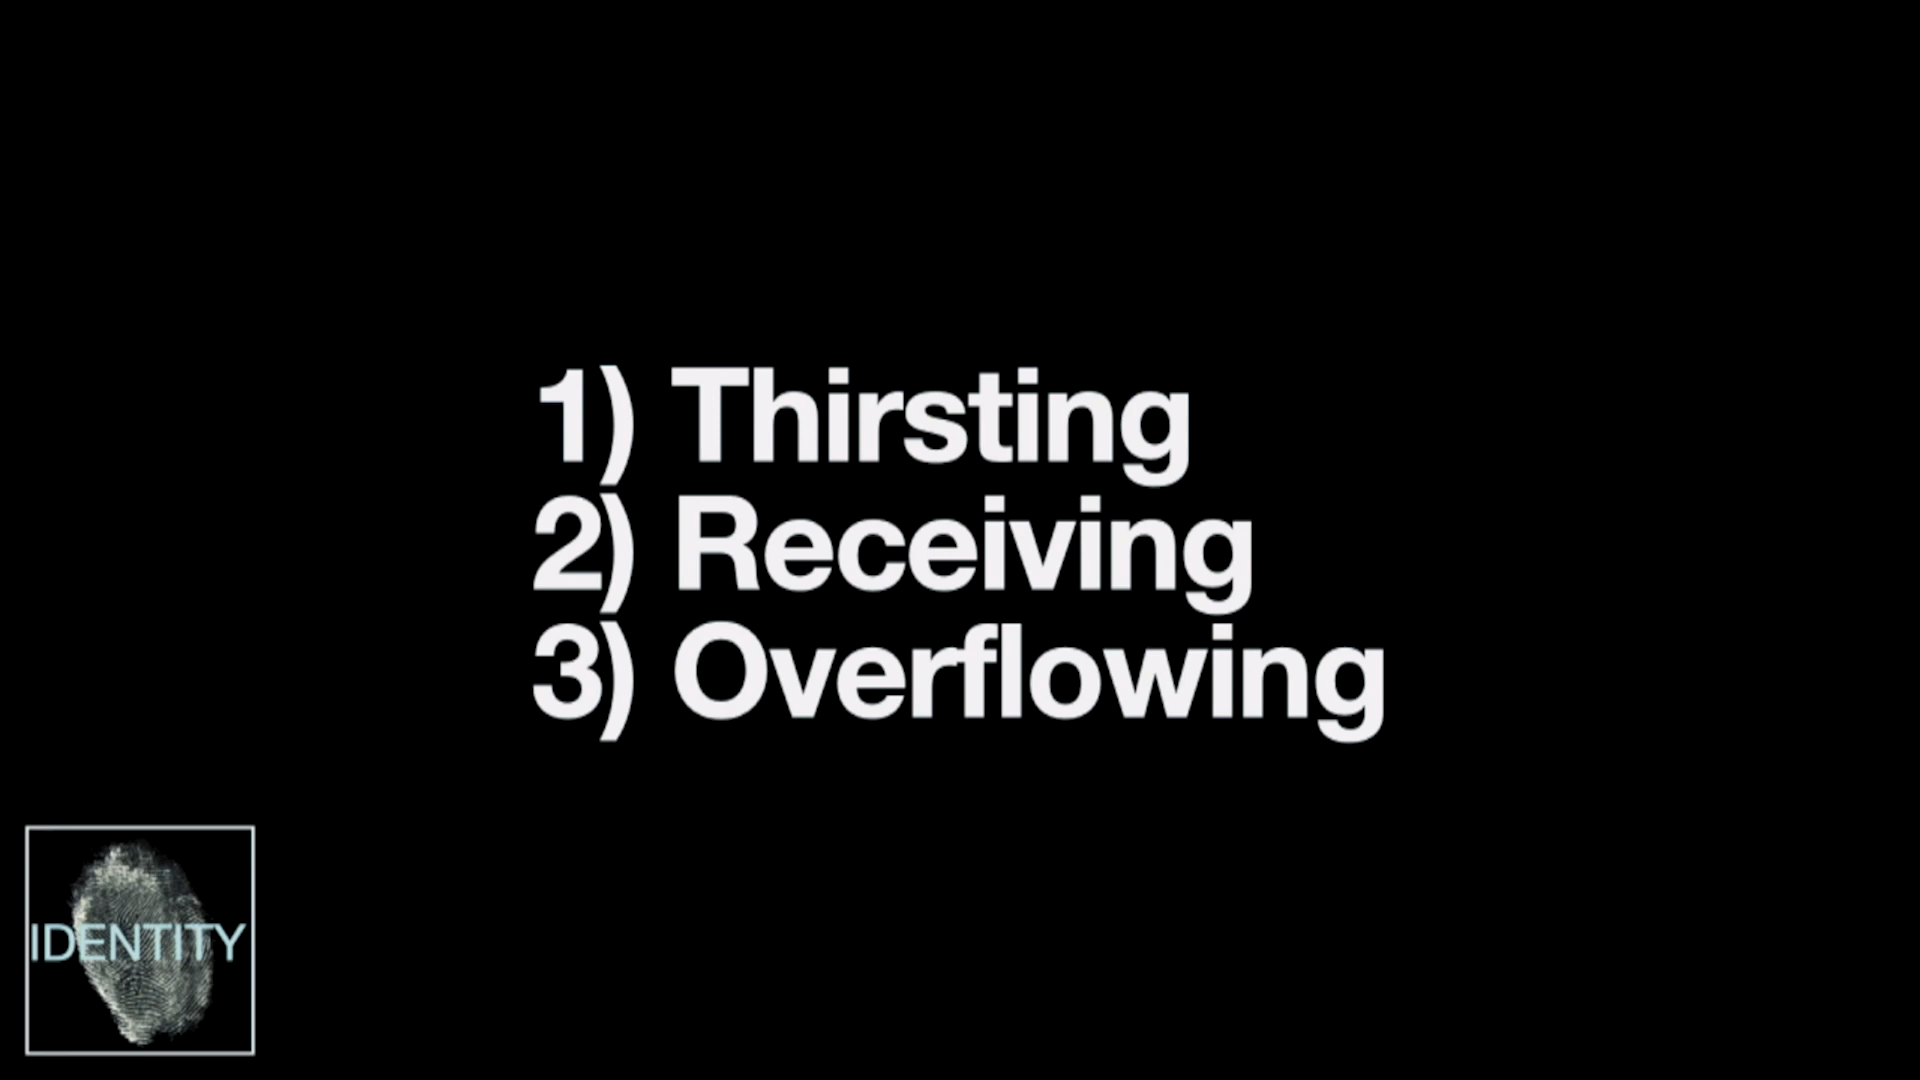 1) Thirsting
2) Receiving
3) Overflowing
IDENTITY